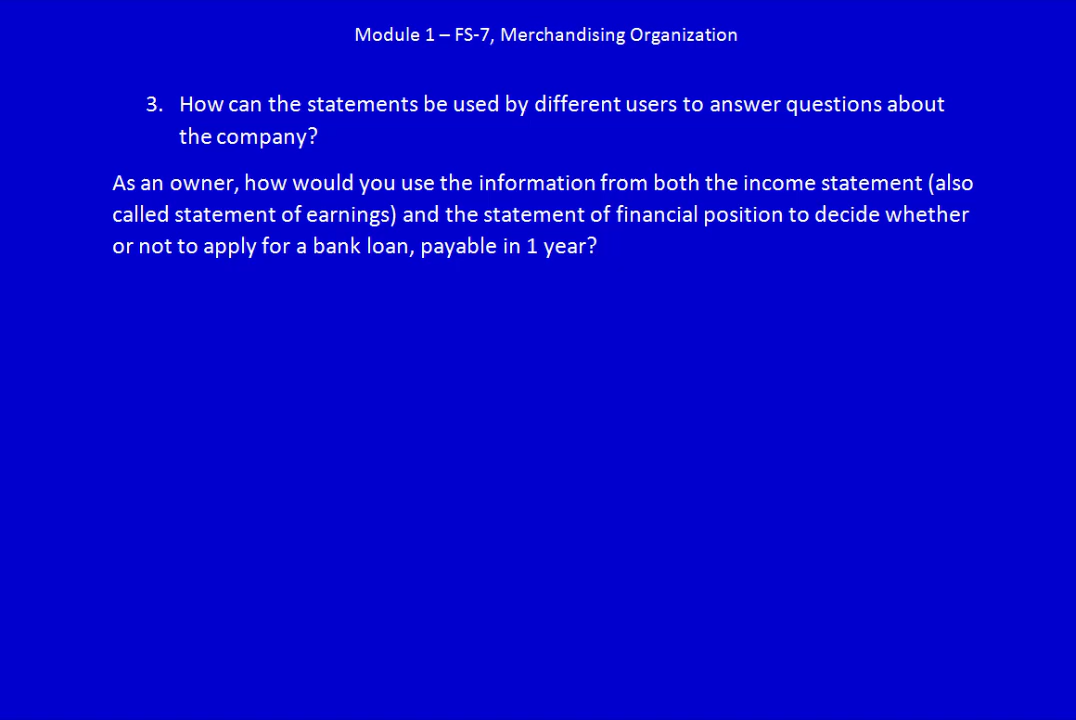 Module 1 – FS-7, Merchandising Organization
3. How can the statements be used by different users to answer questions about
the company?
As an owner, how would you use the information from both the income statement (also
called statement of earnings) and the statement of financial position to decide whether
or not to apply for a bank loan, payable in 1 year?